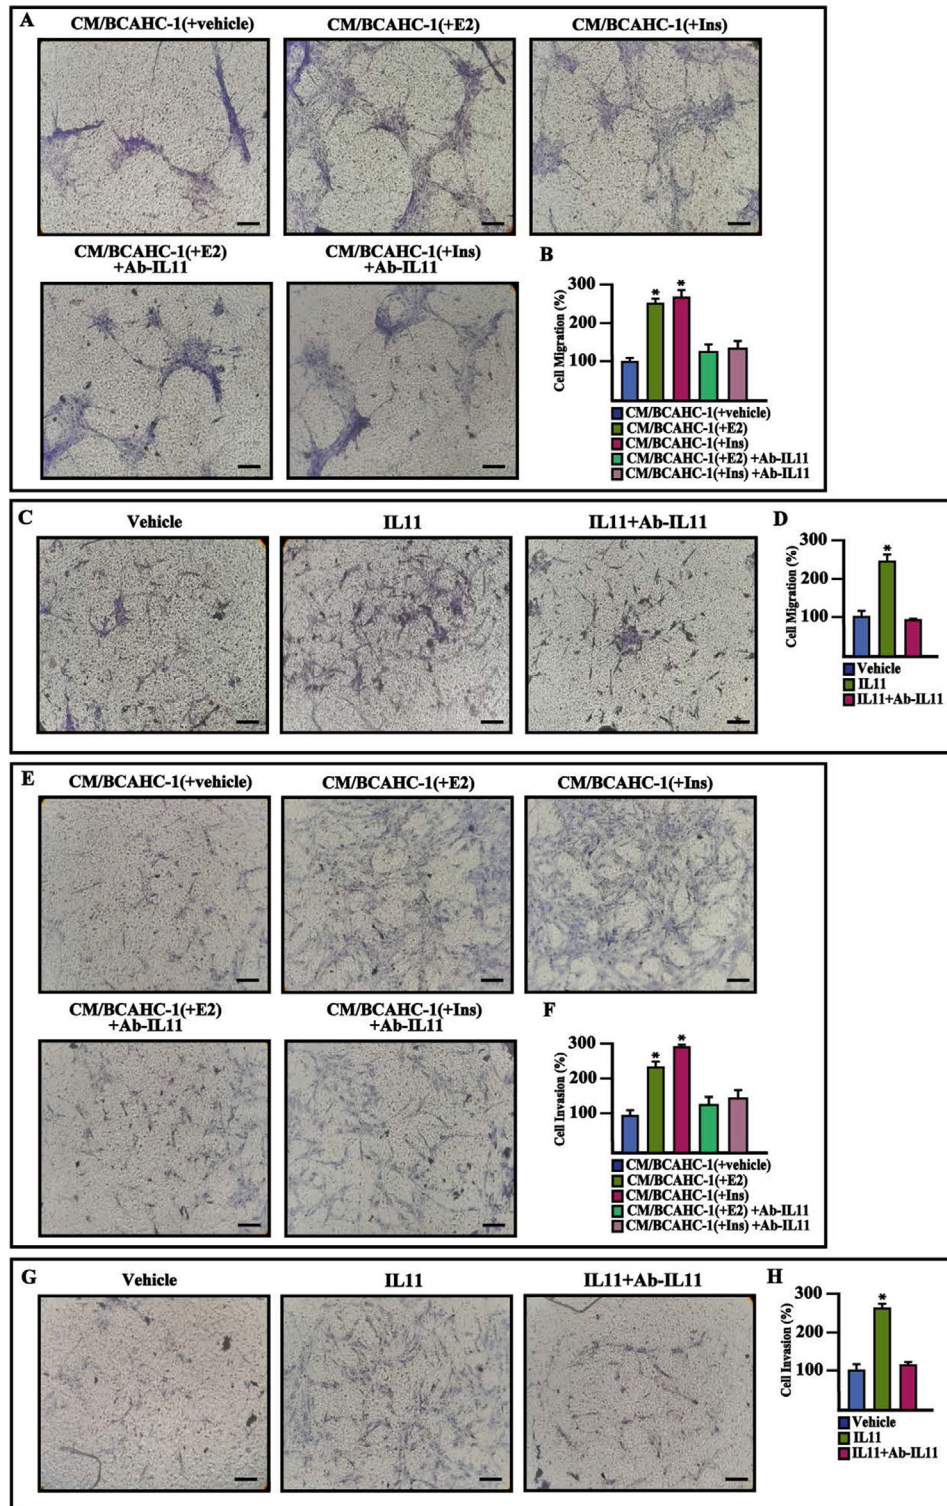 A
CM/BCAHC-1(+vehicle)
CM/BCAHC-1(+E2)
CM/BCAHC-1(+Ins)
CM/BCAHC-1(+E2)
+Ab-IL11
CM/BCAHC-1(+Ins)
+Ab-IL11
B
Cell Migration (%)
300
200
100
*
*
CM/BCAHC-1(+vehicle)
CM/BCAHC-1(+E2)
CM/BCAHC-1(+Ins)
CM/BCAHC-1(+E2) +Ab-IL11
CM/BCAHC-1(+Ins) +Ab-IL11
C
Vehicle
IL11
IL11+Ab-IL11
D
Cell Migration (%)
300
200
100
*
Vehicle
IL11
IL11+Ab-IL11
E
CM/BCAHC-1(+vehicle)
CM/BCAHC-1(+E2)
CM/BCAHC-1(+Ins)
CM/BCAHC-1(+E2)
+Ab-IL11
CM/BCAHC-1(+Ins)
+Ab-IL11
F
Cell Invasion (%)
300
200
100
*
*
CM/BCAHC-1(+vehicle)
CM/BCAHC-1(+E2)
CM/BCAHC-1(+Ins)
CM/BCAHC-1(+E2) +Ab-IL11
CM/BCAHC-1(+Ins) +Ab-IL11
G
Vehicle
IL11
IL11+Ab-IL11
H
Cell Invasion (%)
300
200
100
*
Vehicle
IL11
IL11+Ab-IL11